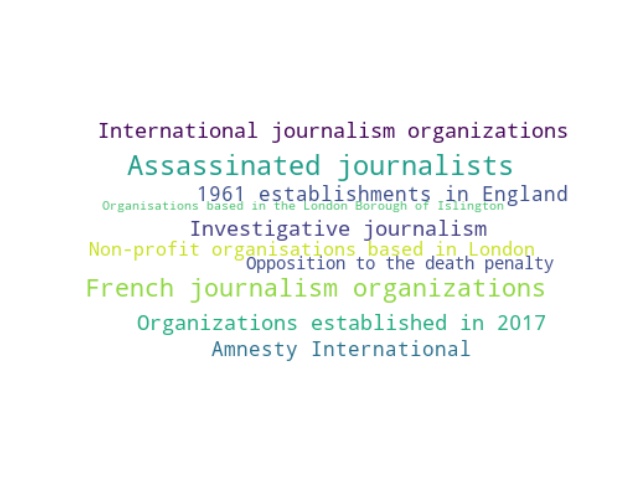 International journalism organizations
Assassinated journalists
1961 establishments in England
Organisations based in the London Borough of Islington
Investigative journalism
Non-profit organisations based in London
Opposition to the death penalty
French journalism organizations
Organizations established in 2017
Amnesty International